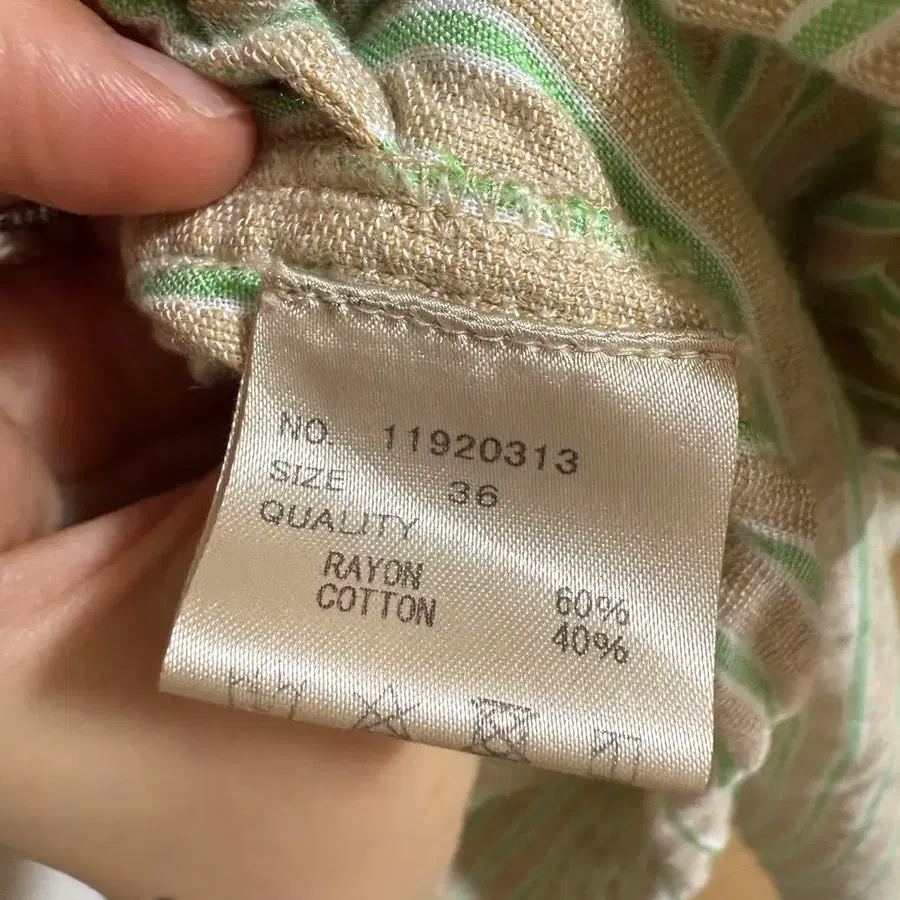 NO. 11920313
SIZE 36
QUALITY
RAYON 60%
COTTON 40%